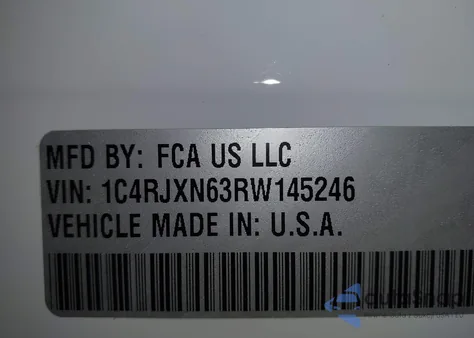 MFD BY: FCA US LLC
VIN: 1C4RJXN63RW145246
VEHICLE MADE IN: U.S.A.